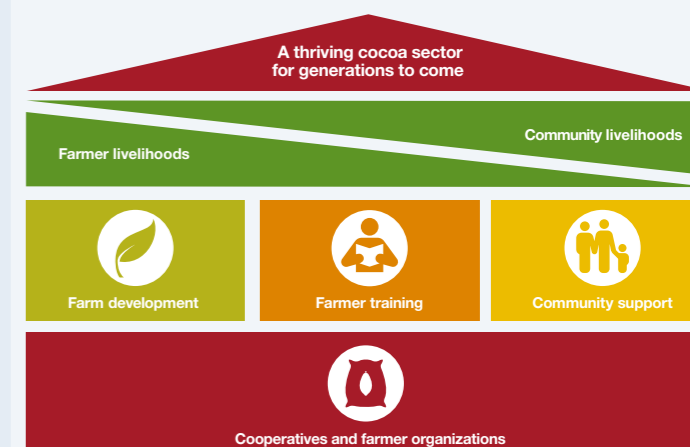 A thriving cocoa sector
for generations to come
Community livelihoods
Farmer livelihoods
Farm development
Farmer training
Community support
Cooperatives and farmer organizations